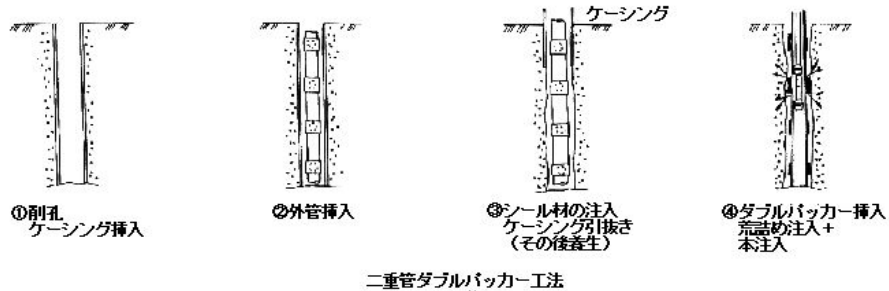 ケーシング
①削孔
ケーシング挿入
②外管挿入
③シール材の注入
ケーシング引抜き
（その後養生）
④ダブルパッカー挿入
荒詰め注入＋
本注入
二重管ダブルパッカー工法